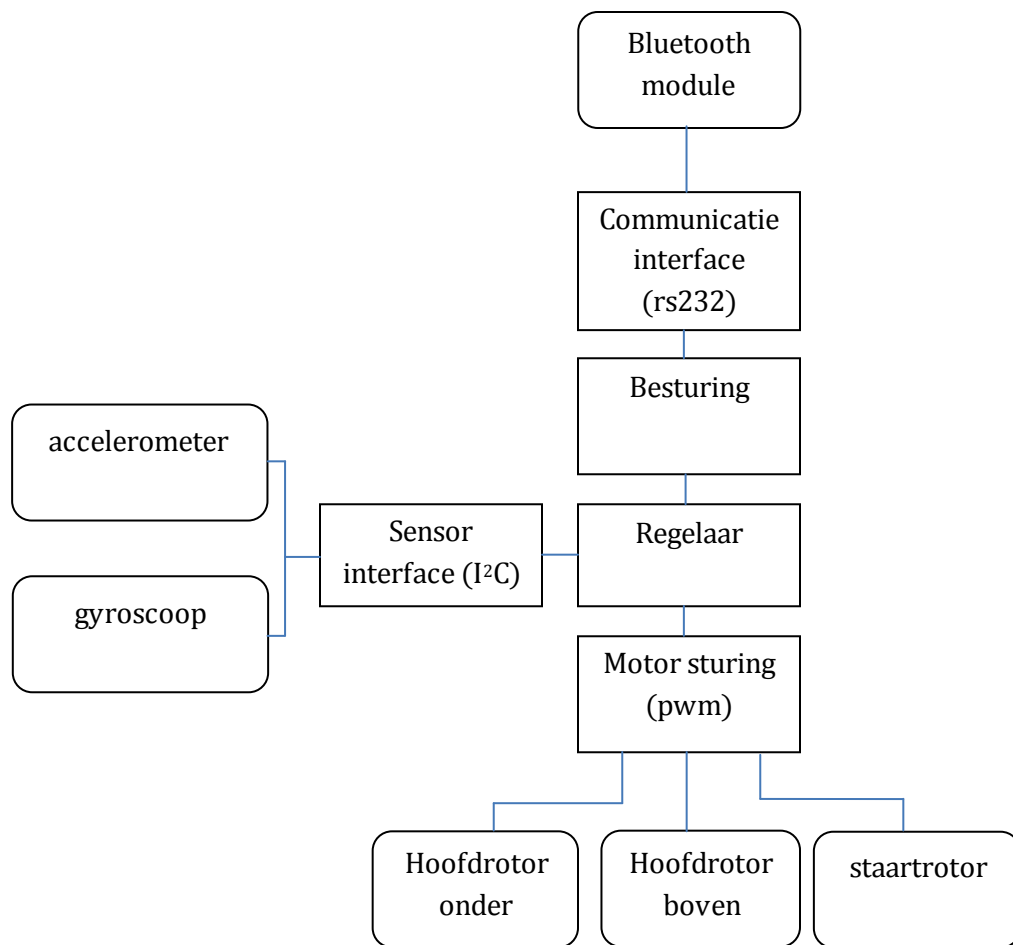 Bluetooth
module
Communicatie
interface
(rs232)
Besturing
accelerometer
Sensor
interface (I²C)
Regelaar
gyroscoop
Motor sturing
(pwm)
Hoofdrotor
onder
Hoofdrotor
boven
staartrotor